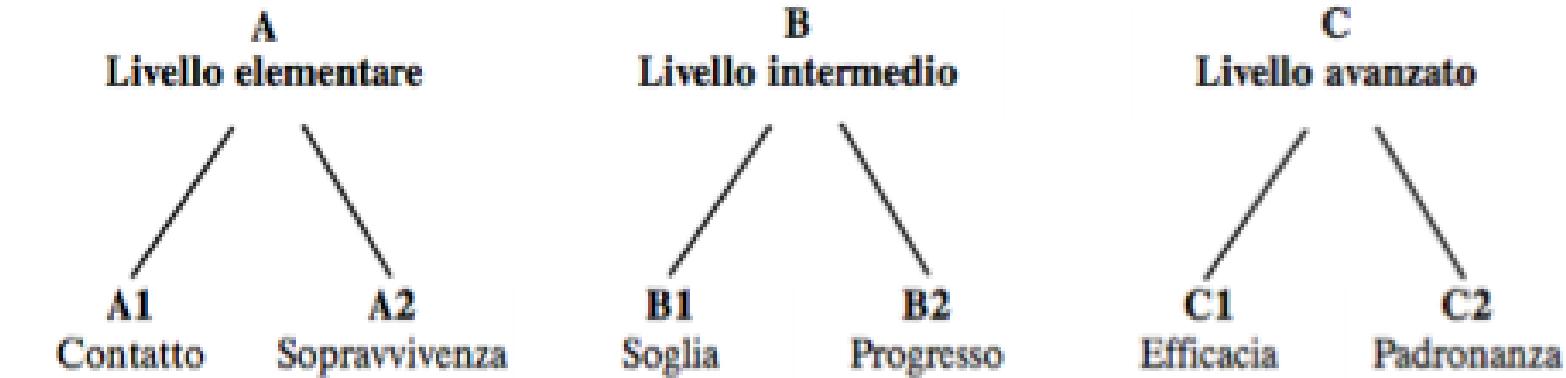 A
Livello elementare
B
Livello intermedio
C
Livello avanzato
A1
Contatto
A2
Sopravvivenza
B1
Soglia
B2
Progresso
C1
Efficacia
C2
Padronanza